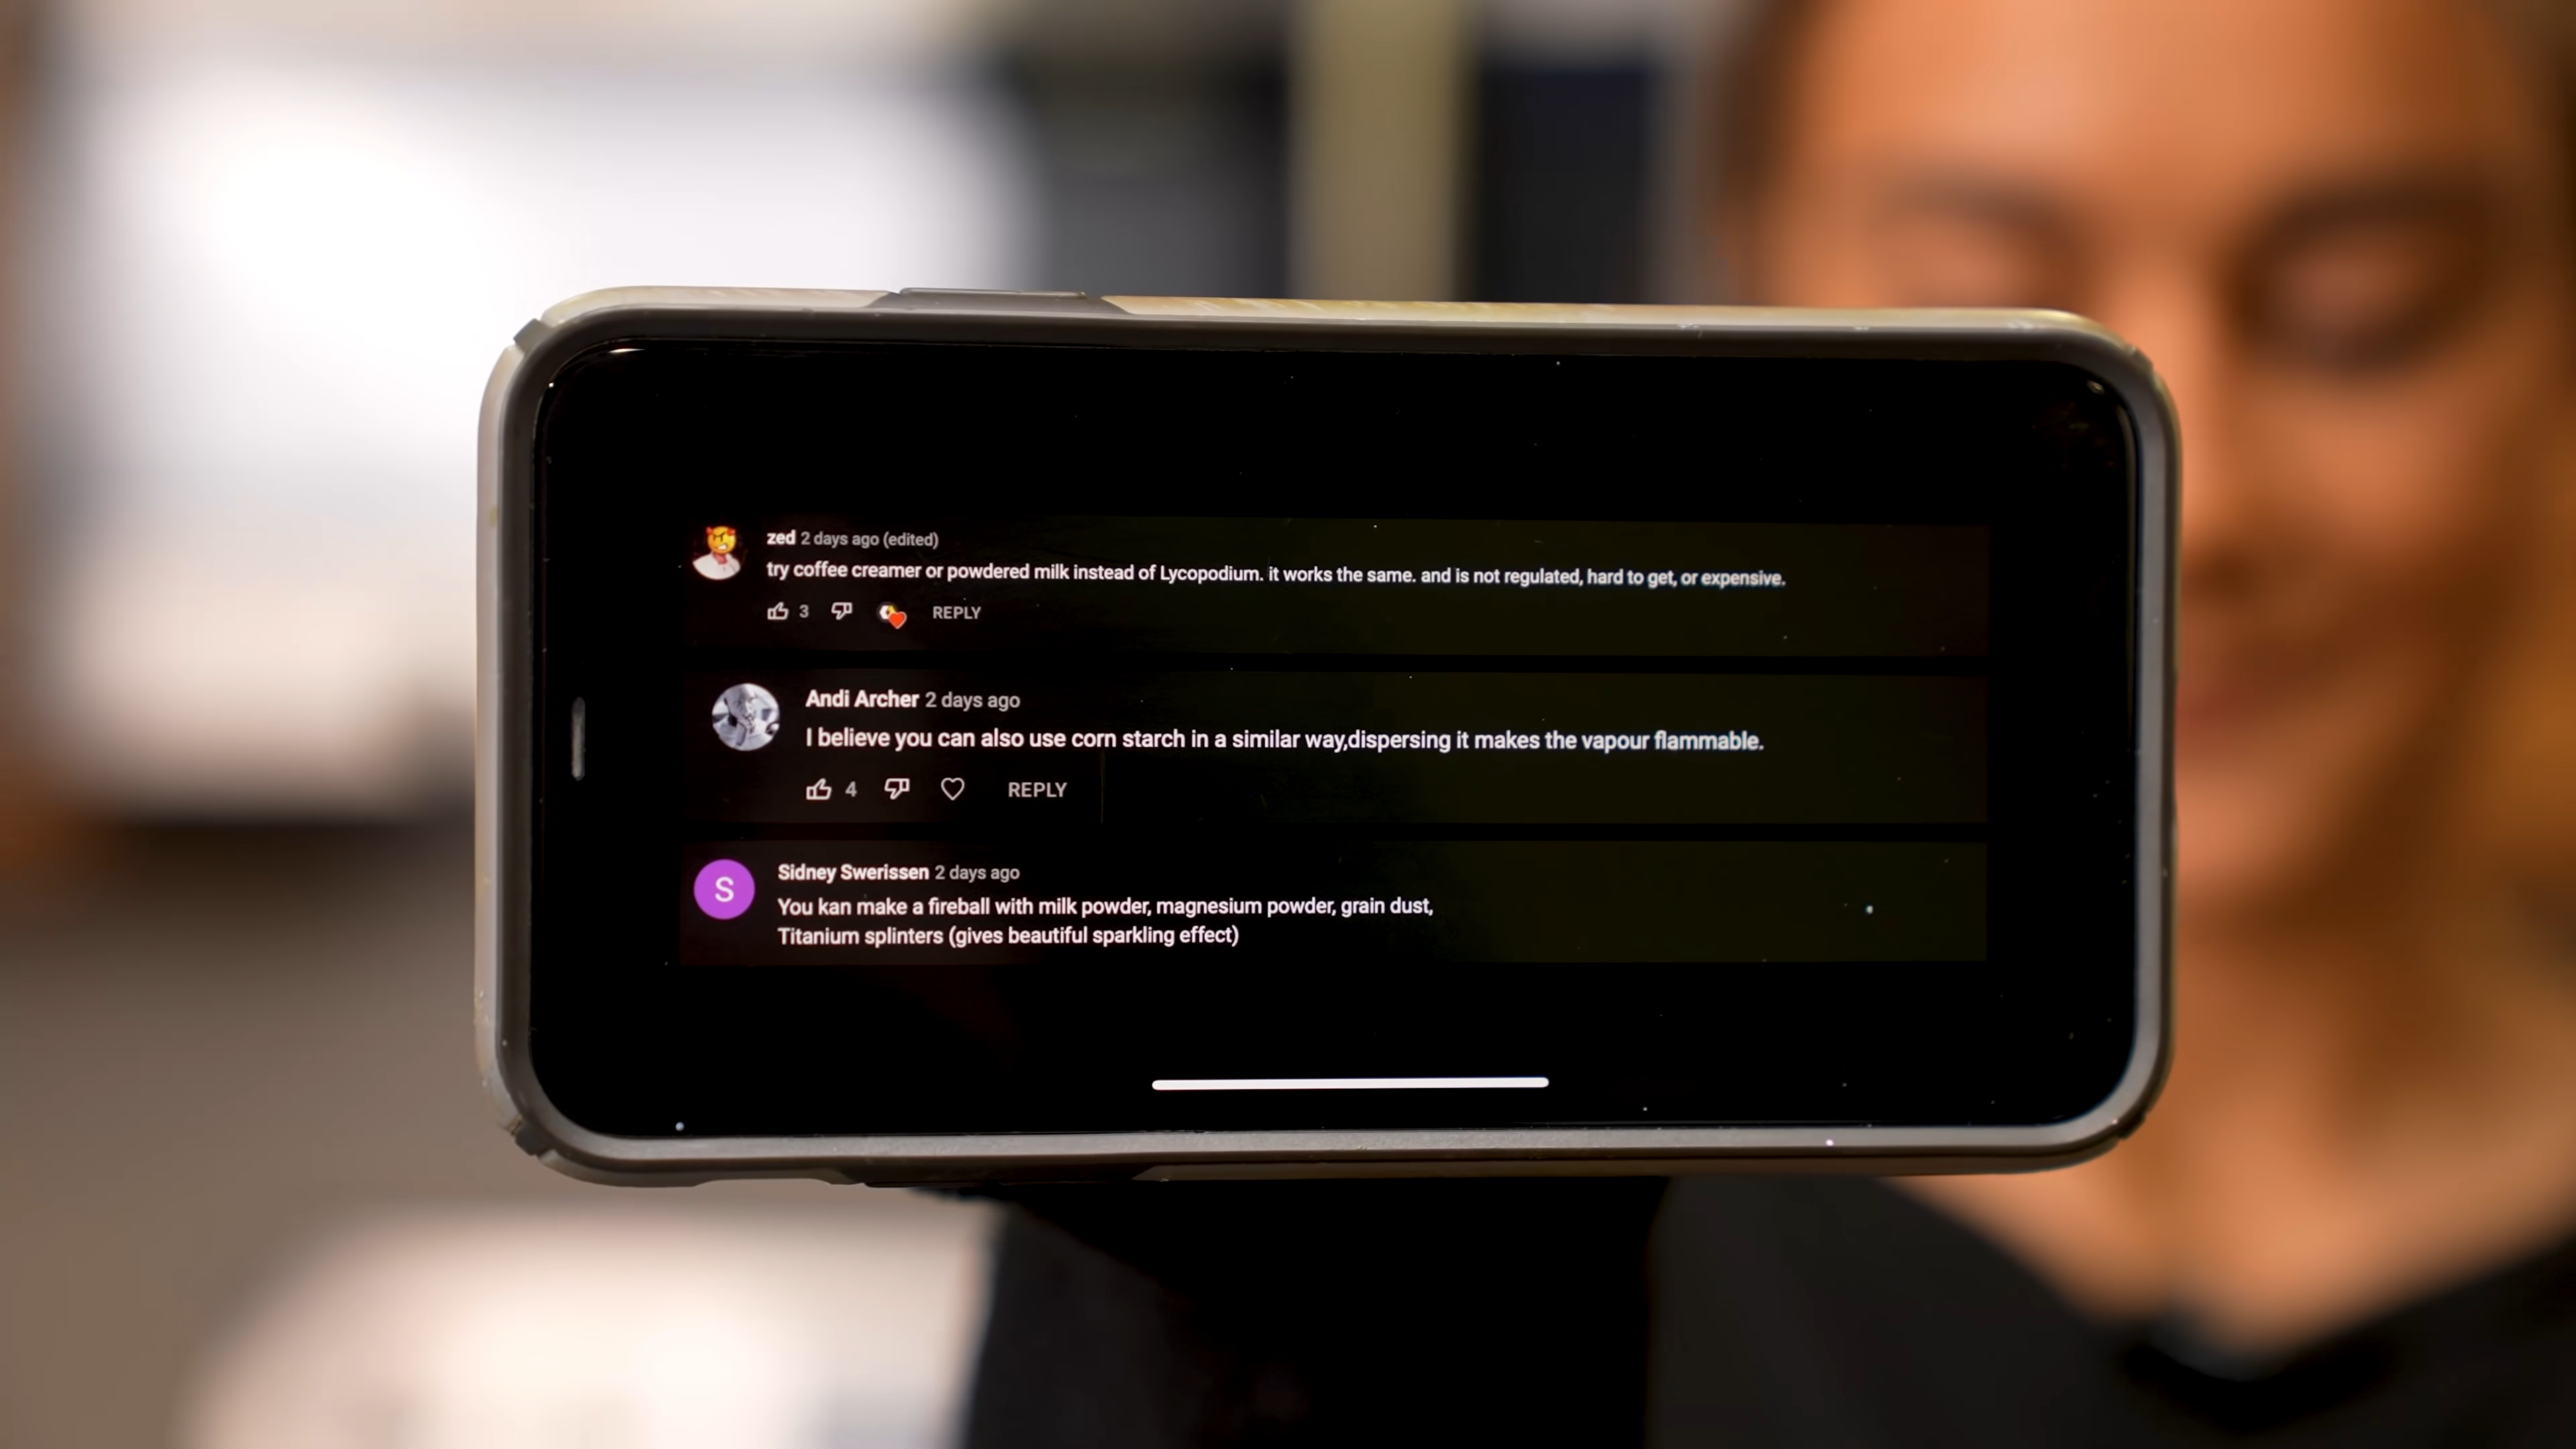 zed 2 days ago (edited)
try coffee creamer or powdered milk instead of Lycopodium. it works the same. and is not regulated, hard to get, or expensive.
3 REPLY
Andi Archer 2 days ago
I believe you can also use corn starch in a similar way,dispersing it makes the vapour flammable.
4 REPLY
S
Sidney Swerissen 2 days ago
You kan make a fireball with milk powder, magnesium powder, grain dust,
Titanium splinters (gives beautiful sparkling effect)